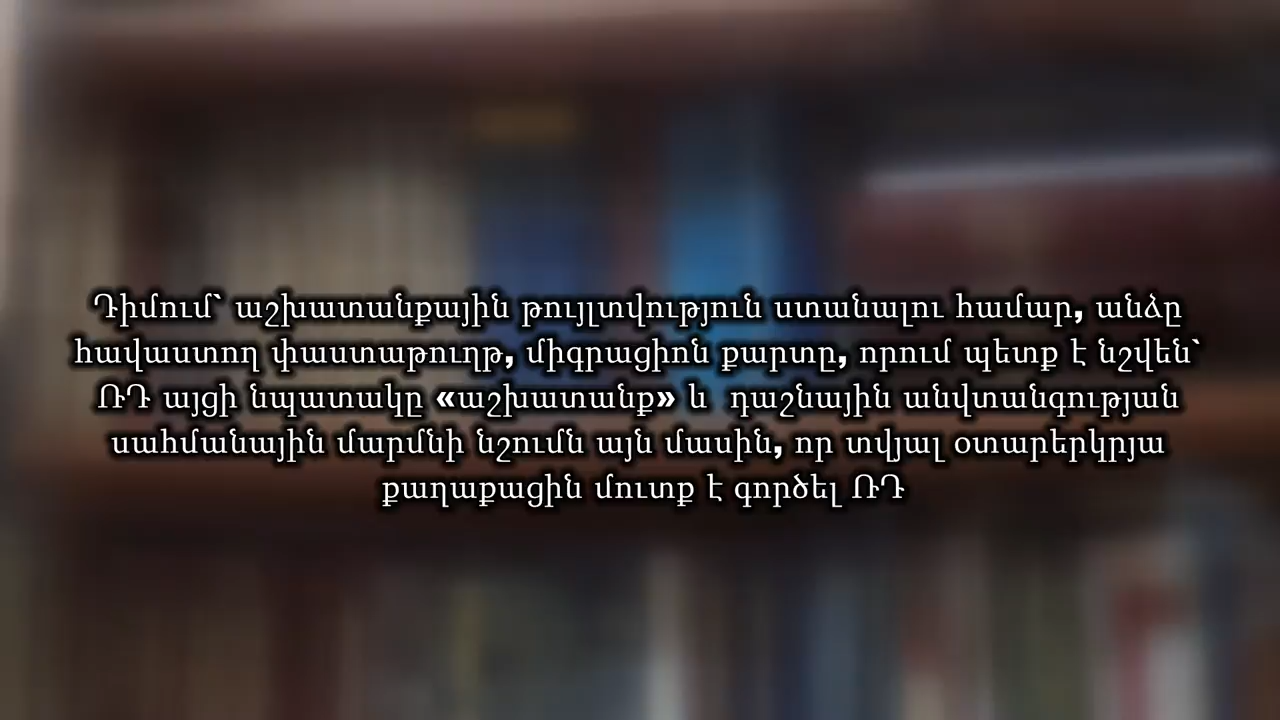 Դիմում՝ աշխատանքային թույլտվություն ստանալու համար, անձը
հավաստող փաստաթուղթ, միգրացիոն քարտը, որում պետք է նշվեն՝
ՌԴ այցի նպատակը «աշխատանք» և դաշնային անվտանգության
սահմանային մարմնի նշումն այն մասին, որ տվյալ օտարերկրյա
քաղաքացին մուտք է գործել ՌԴ